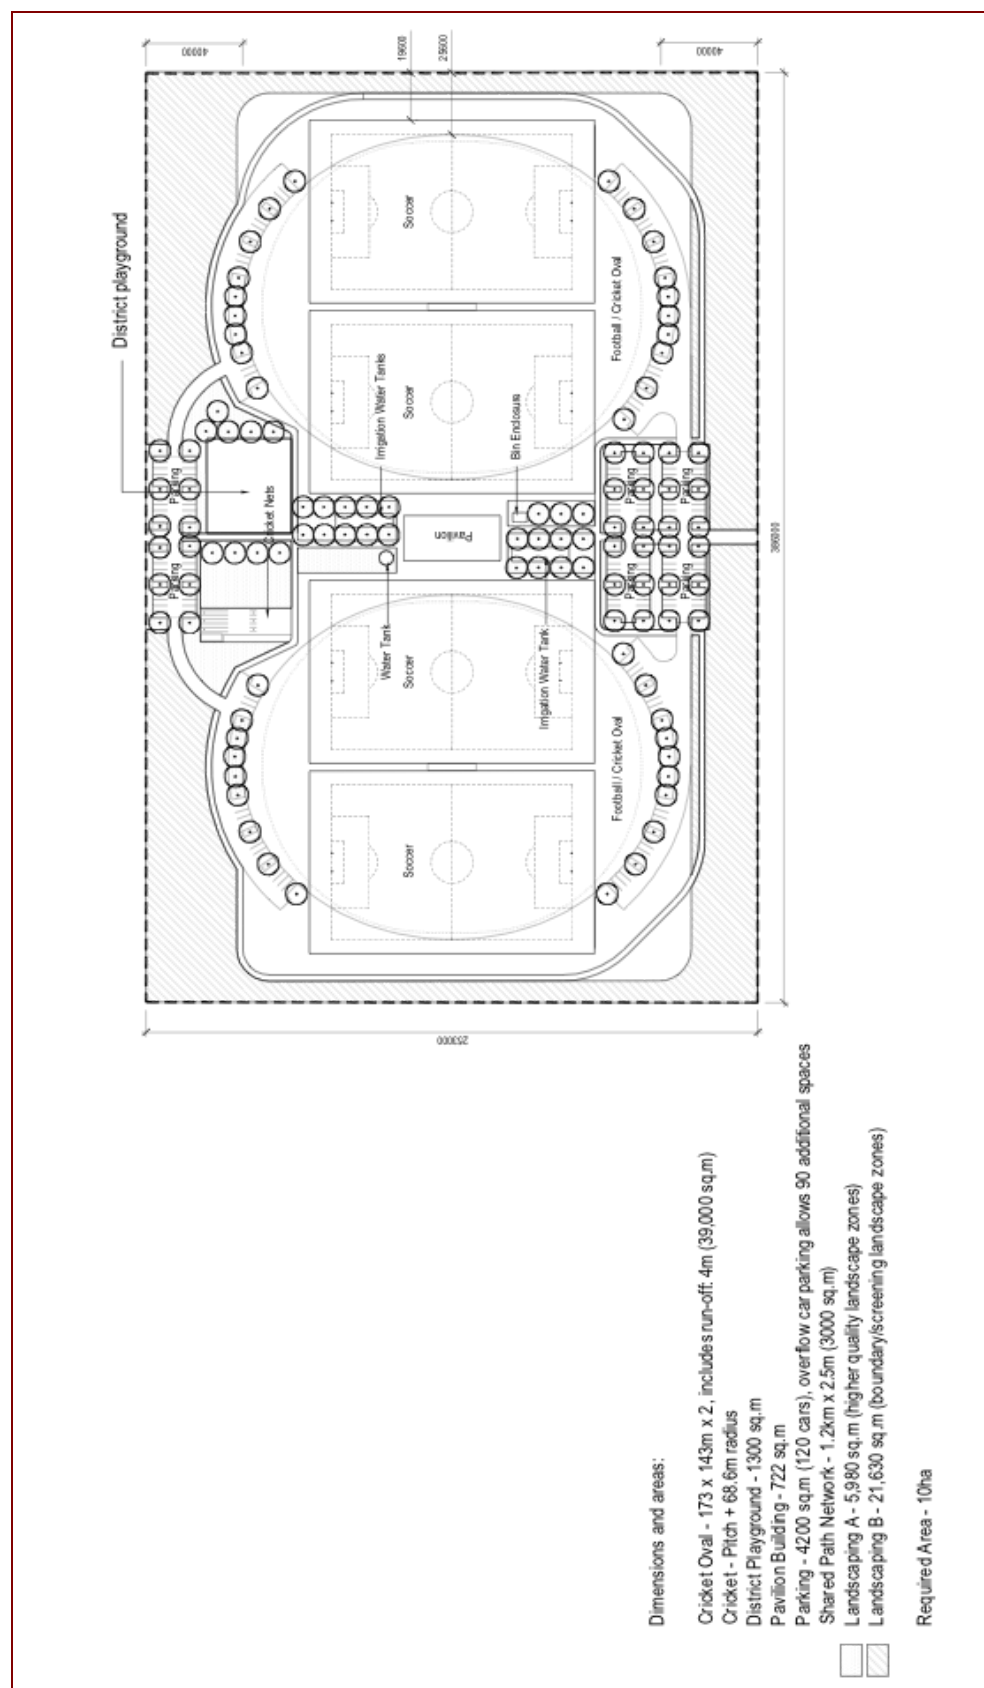 40000
19600
25600
40000
District playground
Soccer
Football / Cricket Oval
Soccer
Irrigation Water Tanks
Bin Enclosure
Parking
Cricket Nets
Parking
Pavilion
Parking
Parking
Parking
Parking
386000
Water Tank
Soccer
Irrigation Water Tank
Football / Cricket Oval
Soccer
253000
Dimensions and areas:
Cricket Oval - 173 x 143m x 2, includes run-off: 4m (39,000 sq.m)
Cricket - Pitch + 68.6m radius
District Playground - 1300 sq.m
Pavilion Building - 722 sq.m
Parking - 4200 sq.m (120 cars), overflow car parking allows 90 additional spaces
Shared Path Network - 1.2km x 2.5m (3000 sq.m)
Landscaping A - 5,980 sq.m (higher quality landscape zones)
Landscaping B - 21,630 sq.m (boundary/screening landscape zones)
Required Area - 10ha